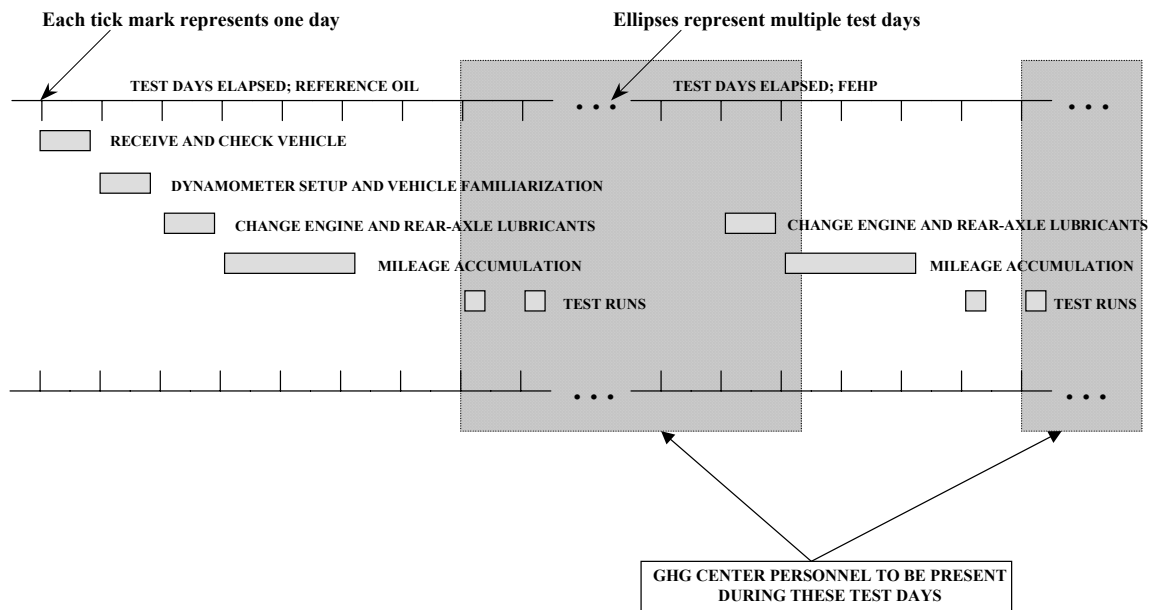 Each tick mark represents one day
Ellipses represent multiple test days
TEST DAYS ELAPSED; REFERENCE OIL
TEST DAYS ELAPSED; FEHP
RECEIVE AND CHECK VEHICLE
DYNAMOMETER SETUP AND VEHICLE FAMILIARIZATION
CHANGE ENGINE AND REAR-AXLE LUBRICANTS
CHANGE ENGINE AND REAR-AXLE LUBRICANTS
MILEAGE ACCUMULATION
MILEAGE ACCUMULATION
TEST RUNS
TEST RUNS
GHG CENTER PERSONNEL TO BE PRESENT
DURING THESE TEST DAYS